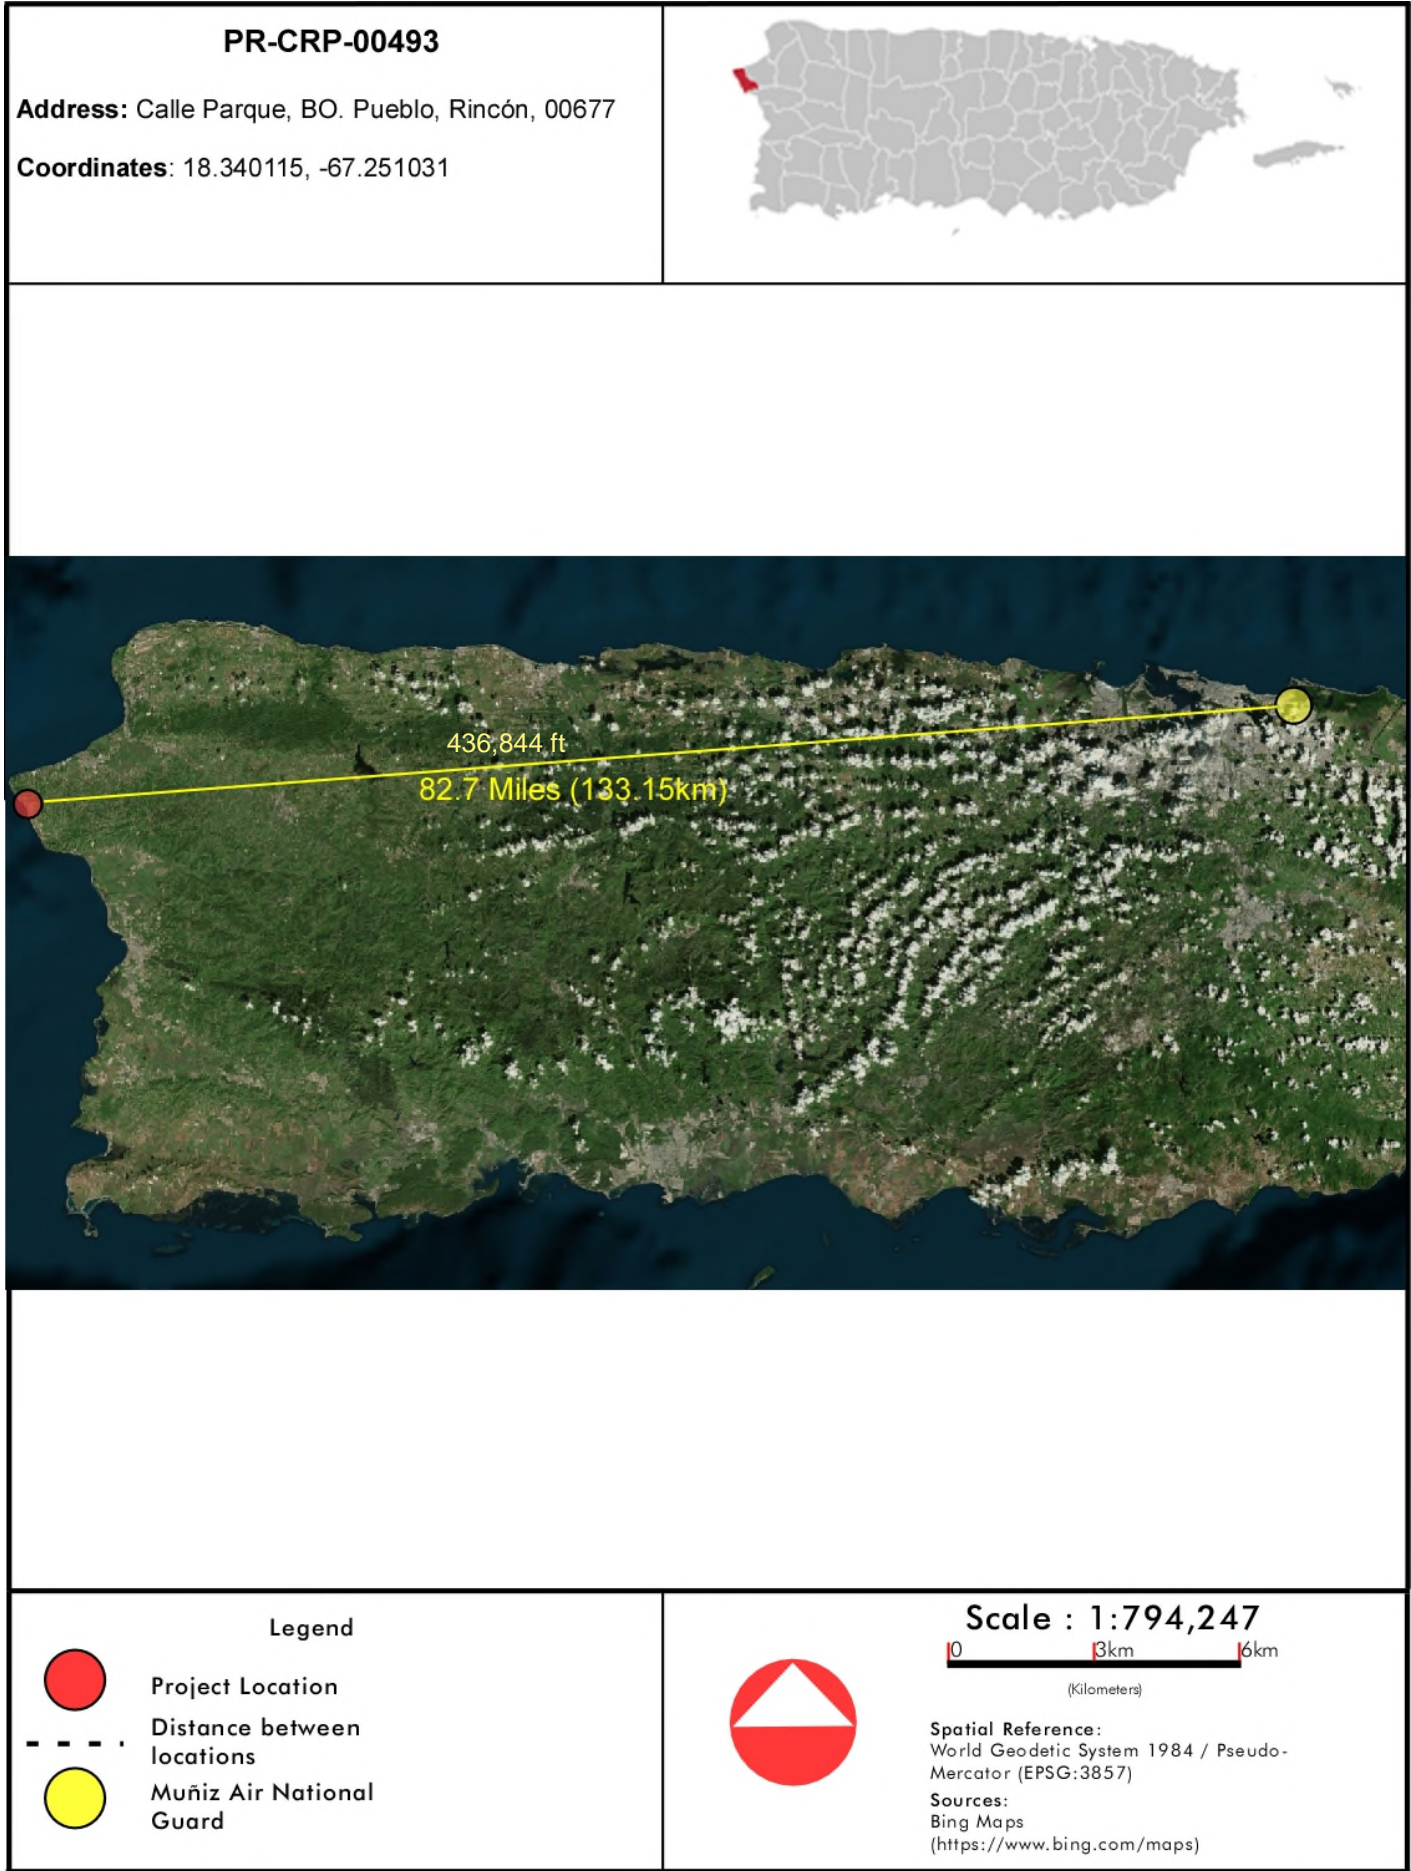 PR-CRP-00493
Address: Calle Parque, BO. Pueblo, Rincón, 00677
Coordinates: 18.340115, -67.251031
436,844 ft
82.7 Miles (133.15km)
Legend
Project Location
Distance between
locations
Muñiz Air National
Guard
Scale : 1:794,247
0 3km 6km
(Kilometers)
Spatial Reference:
World Geodetic System 1984 / Pseudo-
Mercator (EPSG:3857)
Sources:
Bing Maps
(https://www.bing.com/maps)